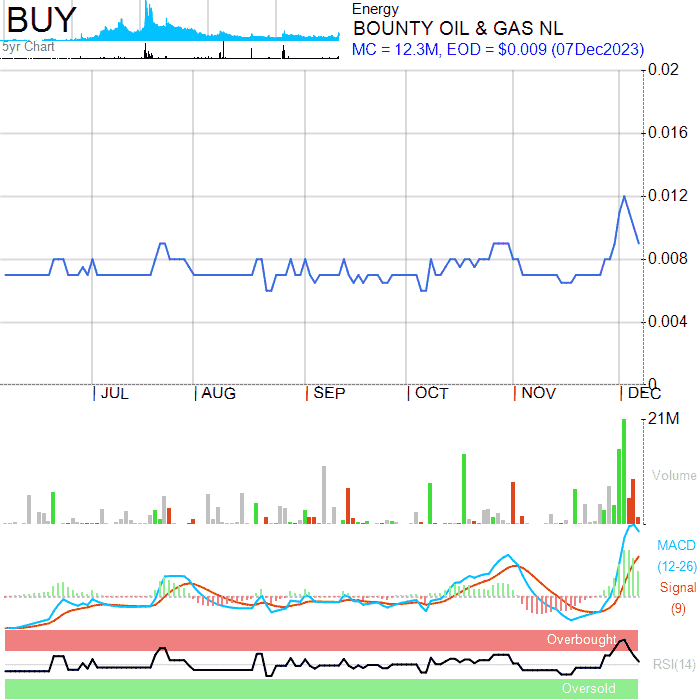 BUY
5yr Chart
Energy
BOUNTY OIL & GAS NL
MC = 12.3M, EOD = $0.009 (07Dec2023)
0.02
0.016
0.012
0.008
0.004
0
JUL AUG SEP OCT NOV DEC
21M
Volume
MACD
(12-26)
Signal
(9)
Overbought
RSI(14)
Oversold